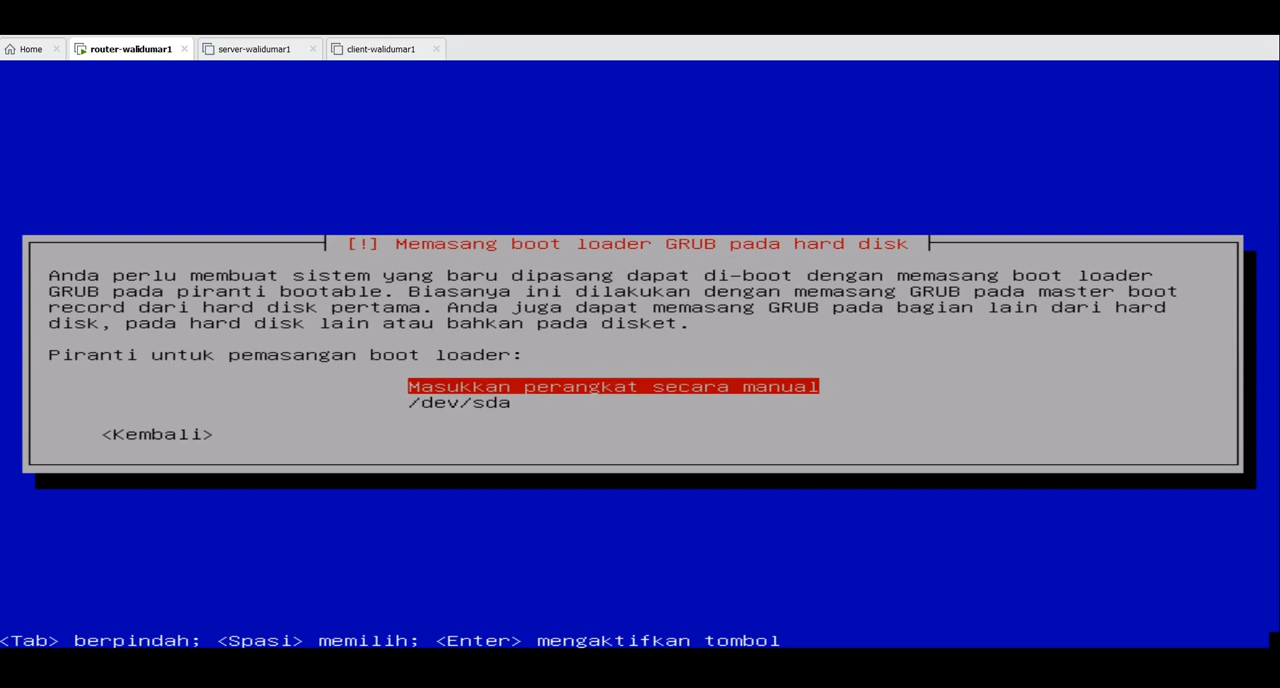 Home × router-walidumar1 × server-walidumar1 × client-walidumar1 ×
[!] Memasang boot loader GRUB pada hard disk
Anda perlu membuat sistem yang baru dipasang dapat di-boot dengan memasang boot loader
GRUB pada piranti bootable. Biasanya ini dilakukan dengan memasang GRUB pada master boot
record dari hard disk pertama. Anda juga dapat memasang GRUB pada bagian lain dari hard
disk, pada hard disk lain atau bahkan pada disket.
Piranti untuk pemasangan boot loader:
Masukkan perangkat secara manual
/dev/sda
<Kembali>
<Tab> berpindah; <Spasi> memilih; <Enter> mengaktifkan tombol